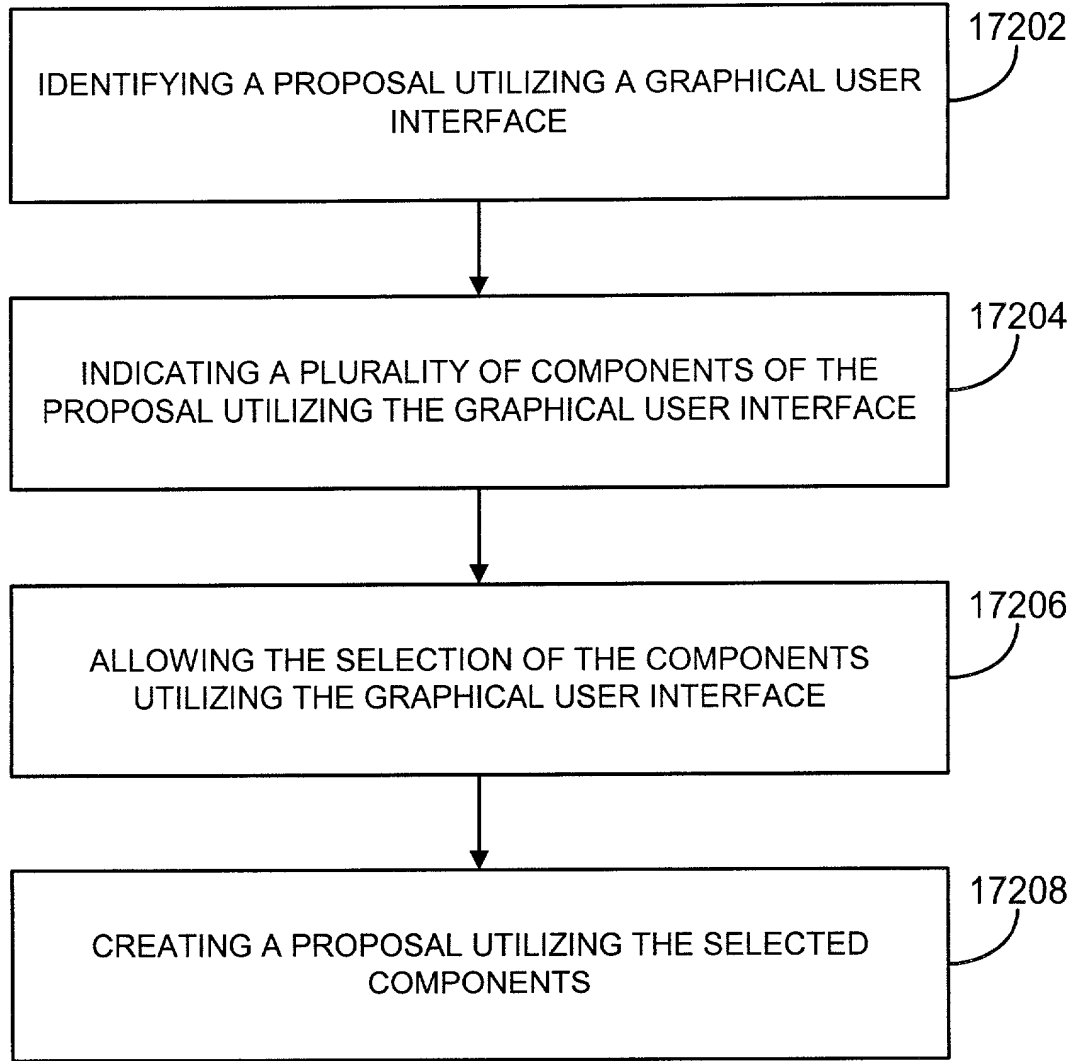 17202
IDENTIFYING A PROPOSAL UTILIZING A GRAPHICAL USER
INTERFACE
17204
INDICATING A PLURALITY OF COMPONENTS OF THE
PROPOSAL UTILIZING THE GRAPHICAL USER INTERFACE
17206
ALLOWING THE SELECTION OF THE COMPONENTS
UTILIZING THE GRAPHICAL USER INTERFACE
17208
CREATING A PROPOSAL UTILIZING THE SELECTED
COMPONENTS